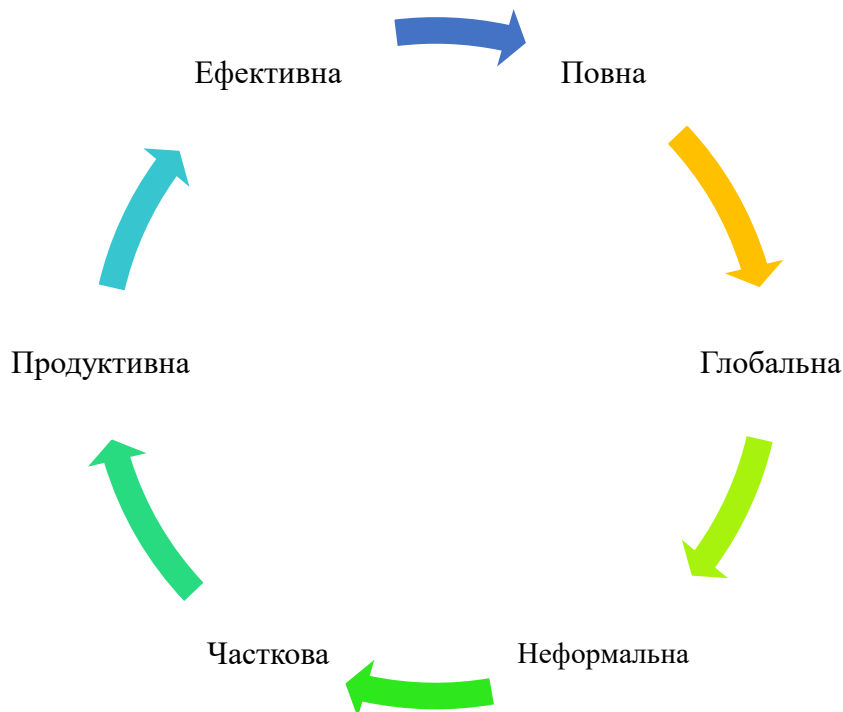 Ефективна
Повна
Глобальна
Неформальна
Часткова
Продуктивна